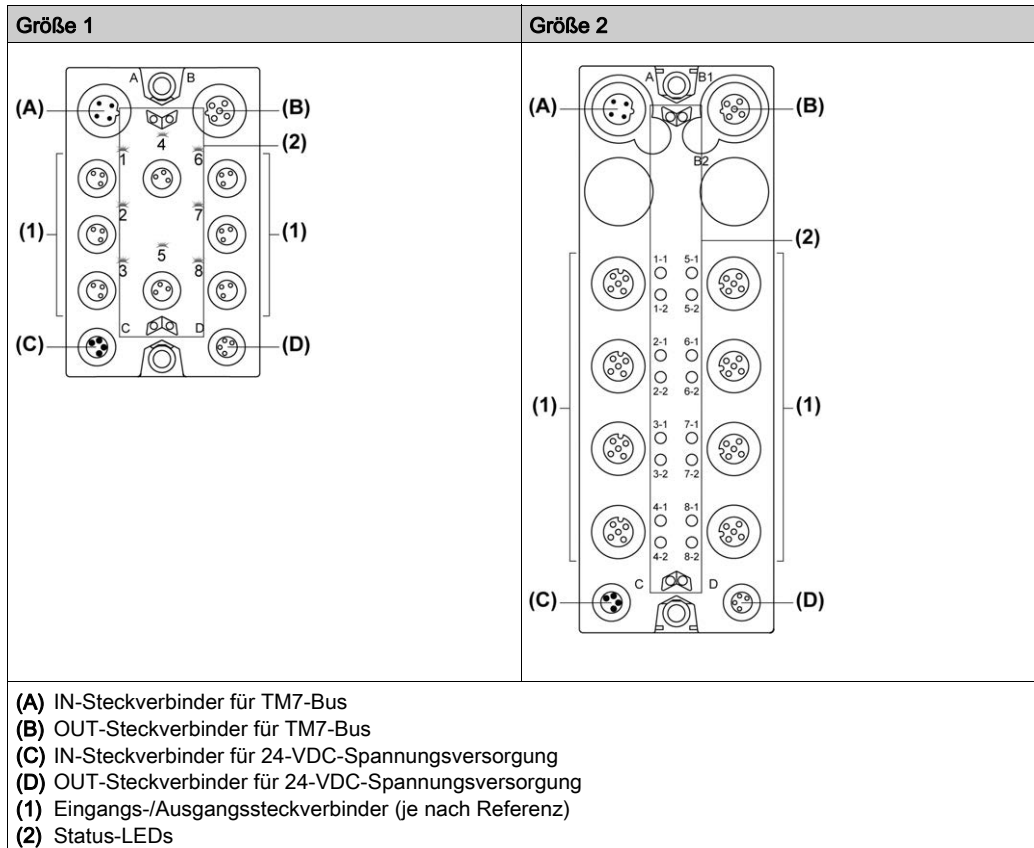 Größe 1
Größe 2
A B
(A) (B)
4
(2)
1 6
2 7
(1) (1)
5
3 8
C D
(C) (D)
A B1
(A) (B)
B2
(2)
1-1 5-1
1-2 5-2
2-1 6-1
2-2 6-2
(1) (1)
3-1 7-1
3-2 7-2
4-1 8-1
4-2 8-2
C D
(C) (D)
(A) IN-Steckverbinder für TM7-Bus
(B) OUT-Steckverbinder für TM7-Bus
(C) IN-Steckverbinder für 24-VDC-Spannungsversorgung
(D) OUT-Steckverbinder für 24-VDC-Spannungsversorgung
(1) Eingangs-/Ausgangssteckverbinder (je nach Referenz)
(2) Status-LEDs